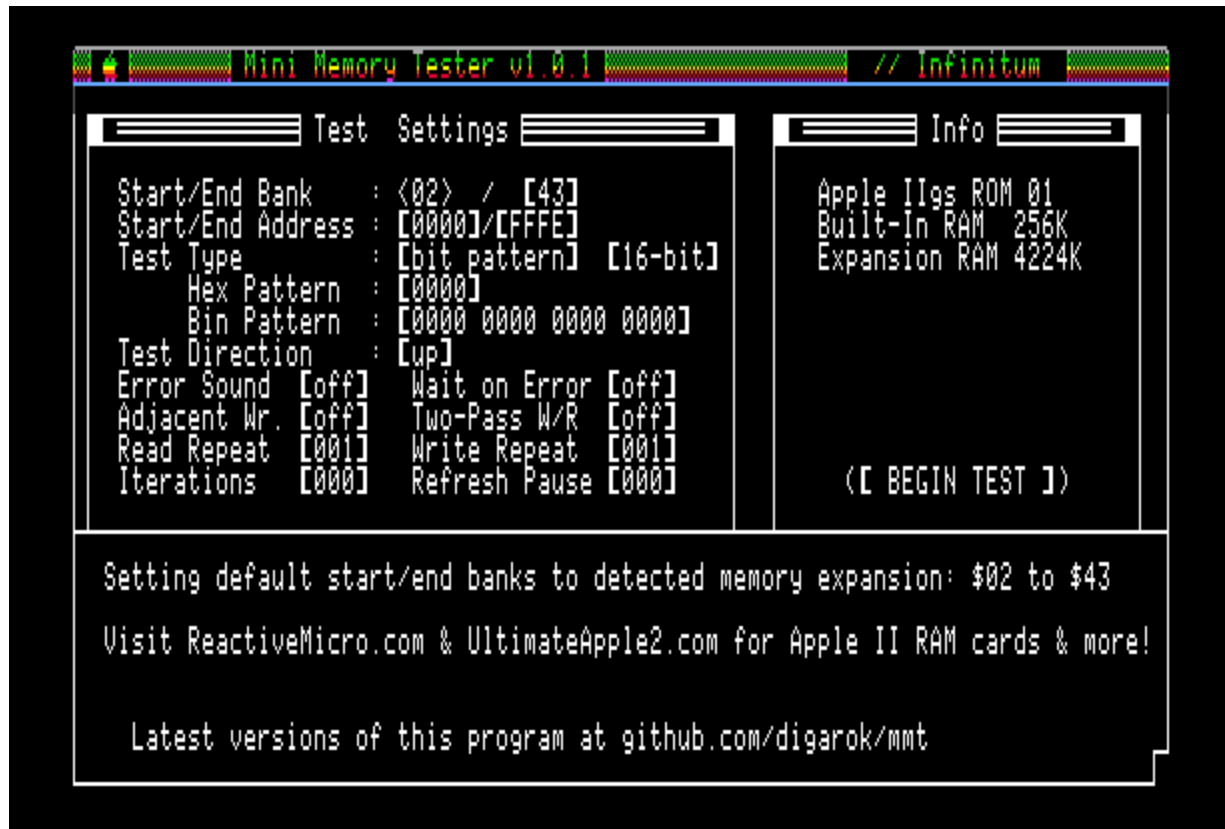 Mini Memory Tester v1.0.1 // Infinitum
Test Settings
Start/End Bank : <02> / [43]
Start/End Address : [0000]/[FFFE]
Test Type : [bit pattern] [16-bit]
Hex Pattern : [0000]
Bin Pattern : [0000 0000 0000 0000]
Test Direction : [up]
Error Sound [off] Wait on Error [off]
Adjacent Wr. [off] Two-Pass W/R [off]
Read Repeat [001] Write Repeat [001]
Iterations [000] Refresh Pause [000]
Info
Apple IIgs ROM 01
Built-In RAM 256K
Expansion RAM 4224K
([ BEGIN TEST ])
Setting default start/end banks to detected memory expansion: $02 to $43
Visit ReactiveMicro.com & UltimateApple2.com for Apple II RAM cards & more!
Latest versions of this program at github.com/digarok/mmt